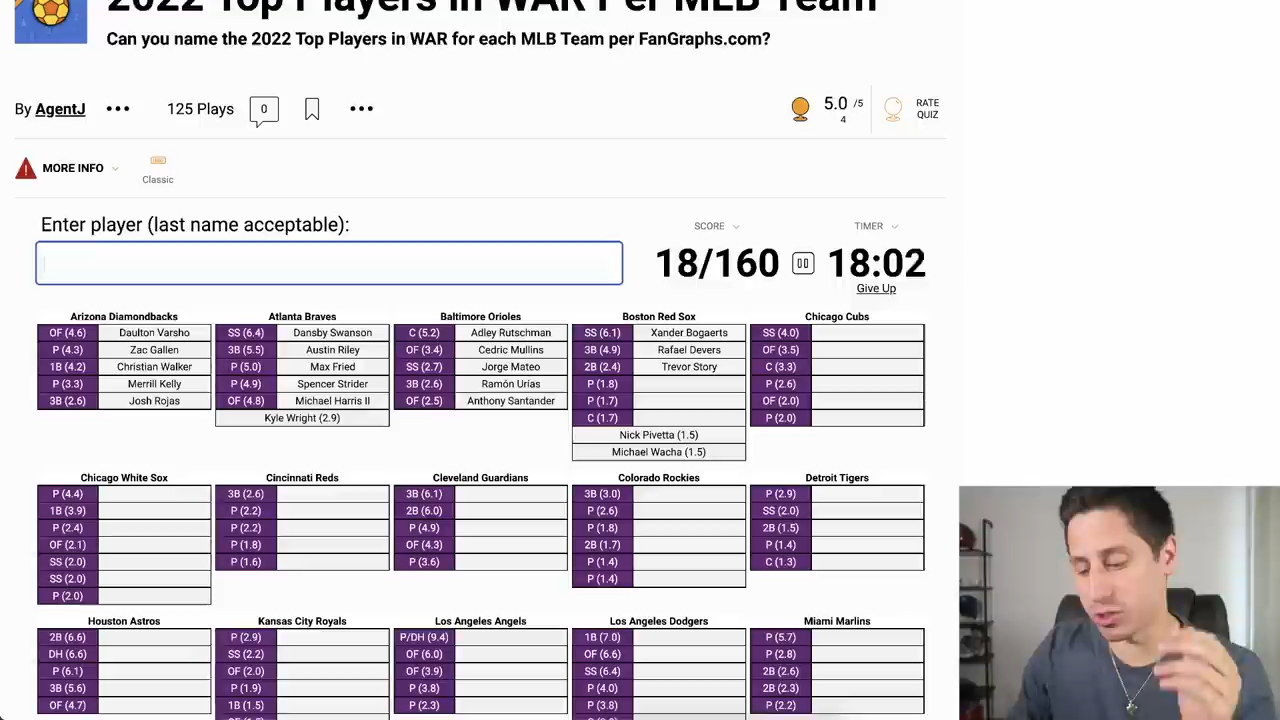 2022 Top Players in WAR Per MLB Team
Can you name the 2022 Top Players in WAR for each MLB Team per FanGraphs.com?
By AgentJ ••• 125 Plays 0 ••• 5.0 /5 4 RATE QUIZ
MORE INFO Classic
Enter player (last name acceptable): SCORE TIMER
18/160 18:02
Give Up
Arizona Diamondbacks
OF (4.6) Daulton Varsho
P (4.3) Zac Gallen
1B (4.2) Christian Walker
P (3.3) Merrill Kelly
3B (2.6) Josh Rojas
Atlanta Braves
SS (6.4) Dansby Swanson
3B (5.5) Austin Riley
P (5.0) Max Fried
P (4.9) Spencer Strider
OF (4.8) Michael Harris II
Kyle Wright (2.9)
Baltimore Orioles
C (5.2) Adley Rutschman
OF (3.4) Cedric Mullins
SS (2.7) Jorge Mateo
3B (2.6) Ramón Urías
OF (2.5) Anthony Santander
Boston Red Sox
SS (6.1) Xander Bogaerts
3B (4.9) Rafael Devers
2B (2.4) Trevor Story
P (1.8)
P (1.7)
C (1.7)
Nick Pivetta (1.5)
Michael Wacha (1.5)
Chicago Cubs
SS (4.0)
OF (3.5)
C (3.3)
P (2.6)
OF (2.0)
P (2.0)
Chicago White Sox
P (4.4)
1B (3.9)
P (2.4)
OF (2.1)
SS (2.0)
SS (2.0)
P (2.0)
Cincinnati Reds
3B (2.6)
P (2.2)
P (2.2)
P (1.8)
P (1.6)
Cleveland Guardians
3B (6.1)
2B (6.0)
P (4.9)
OF (4.3)
P (3.6)
Colorado Rockies
3B (3.0)
P (2.6)
P (1.8)
2B (1.7)
P (1.4)
P (1.4)
Detroit Tigers
P (2.9)
SS (2.0)
2B (1.5)
P (1.4)
C (1.3)
Houston Astros
2B (6.6)
DH (6.6)
P (6.1)
3B (5.6)
OF (4.7)
Kansas City Royals
P (2.9)
SS (2.2)
OF (2.0)
P (1.9)
1B (1.5)
Los Angeles Angels
P/DH (9.4)
OF (6.0)
OF (3.9)
P (3.8)
P (2.3)
Los Angeles Dodgers
1B (7.0)
OF (6.6)
SS (6.4)
P (4.0)
P (3.8)
Miami Marlins
P (5.7)
P (2.8)
2B (2.6)
2B (2.3)
P (2.2)